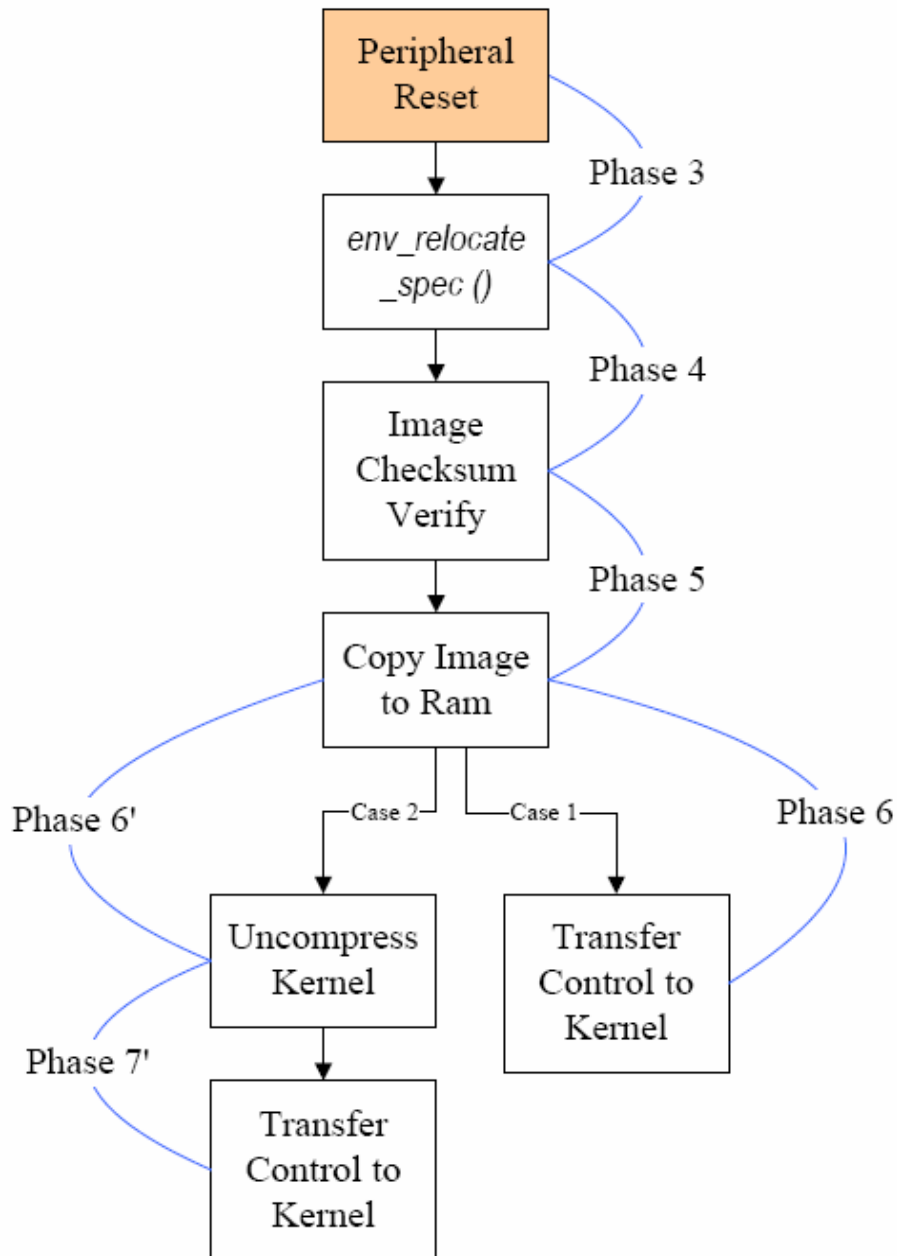 Peripheral
Reset
Phase 3
env_relocate
_spec ()
Phase 4
Image
Checksum
Verify
Phase 5
Copy Image
to Ram
Phase 6'
Case 2
Case 1
Phase 6
Uncompress
Kernel
Transfer
Control to
Kernel
Phase 7'
Transfer
Control to
Kernel